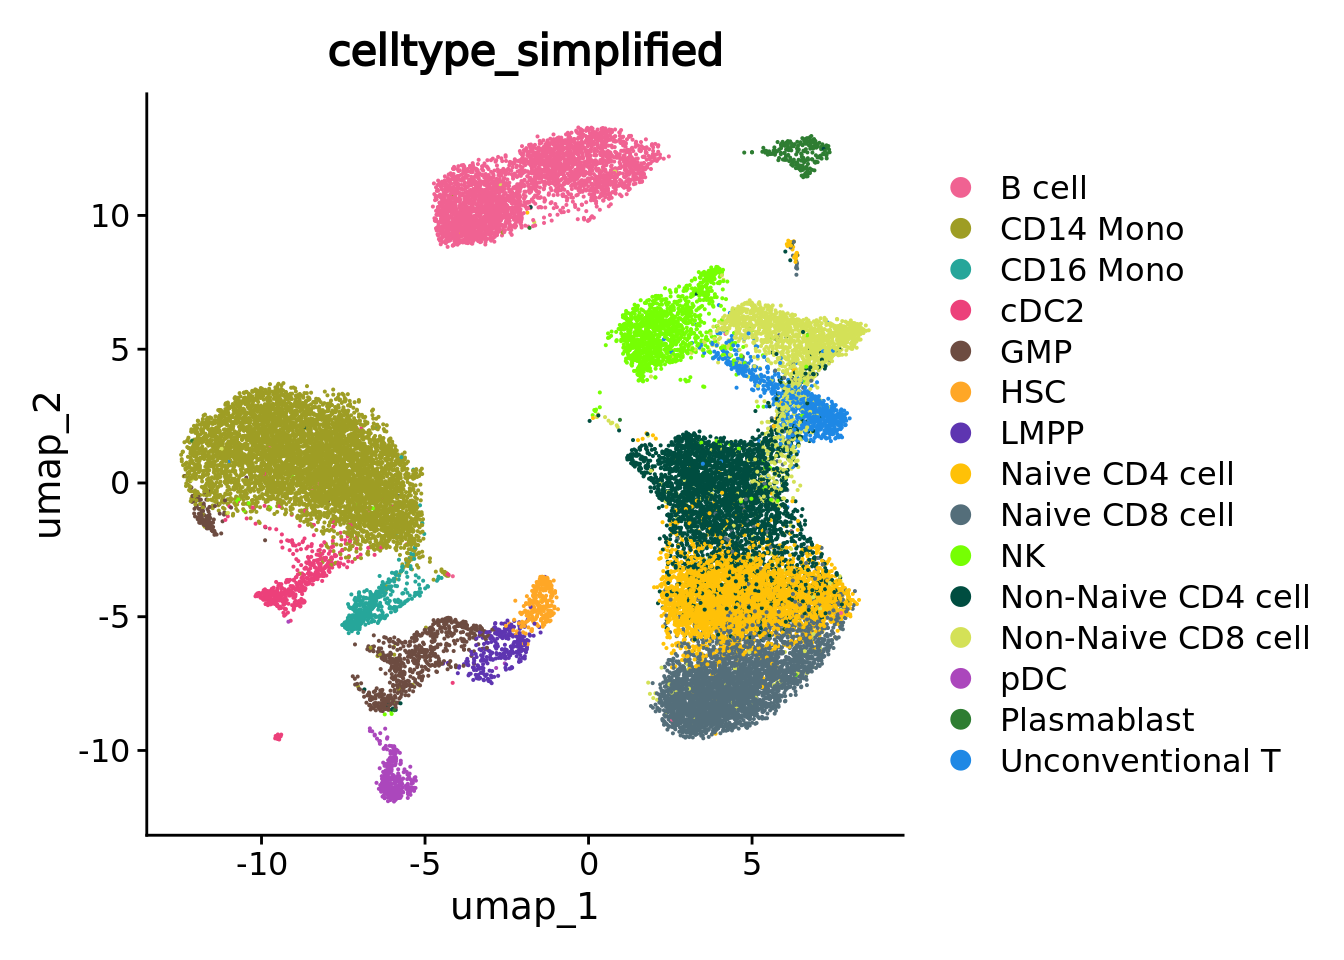 celltype_simplified
umap_2
10
5
0
-5
-10
-10
-5
0
5
umap_1
B cell
CD14 Mono
CD16 Mono
cDC2
GMP
HSC
LMPP
Naive CD4 cell
Naive CD8 cell
NK
Non-Naive CD4 cell
Non-Naive CD8 cell
pDC
Plasmablast
Unconventional T